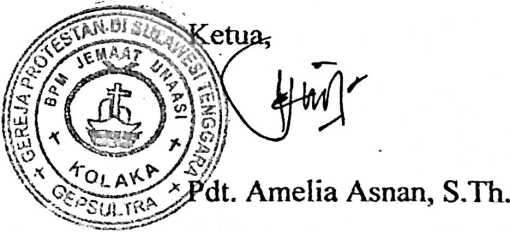 Ketua,
GEREJA PROTESTAN DI SULAWESI TENGGARA
BPM JEMAAT UNAASI
KOLAKA
GEPSULTRA
Pdt. Amelia Asnan, S.Th.